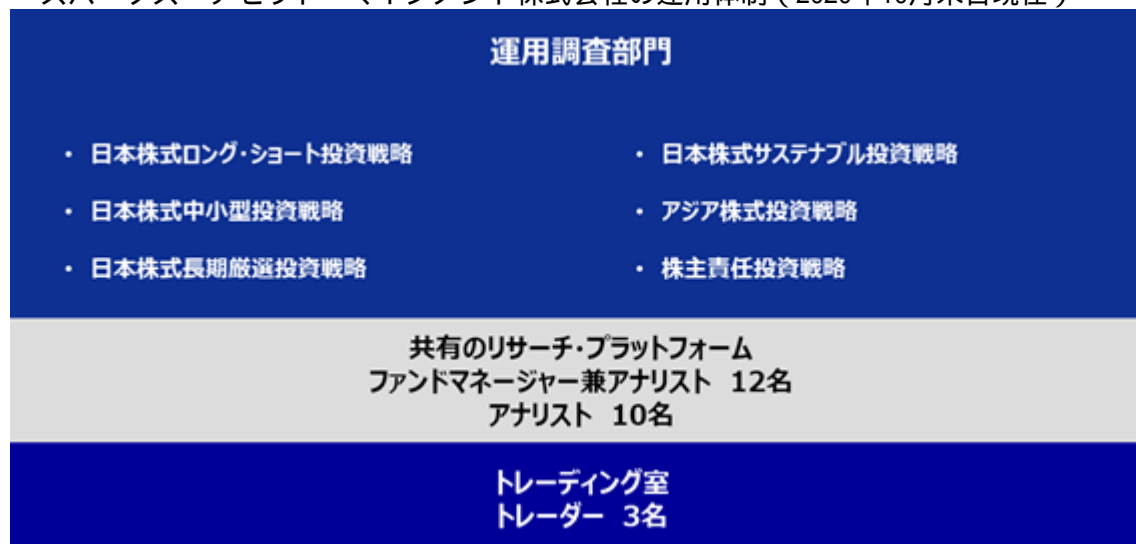 運用調査部門
・ 日本株式ロング・ショート投資戦略
・ 日本株式サステナブル投資戦略
・ 日本株式中小型投資戦略
・ アジア株式投資戦略
・ 日本株式長期厳選投資戦略
・ 株主責任投資戦略
共有のリサーチ・プラットフォーム
ファンドマネージャー兼アナリスト 12名
アナリスト 10名
トレーディング室
トレーダー 3名